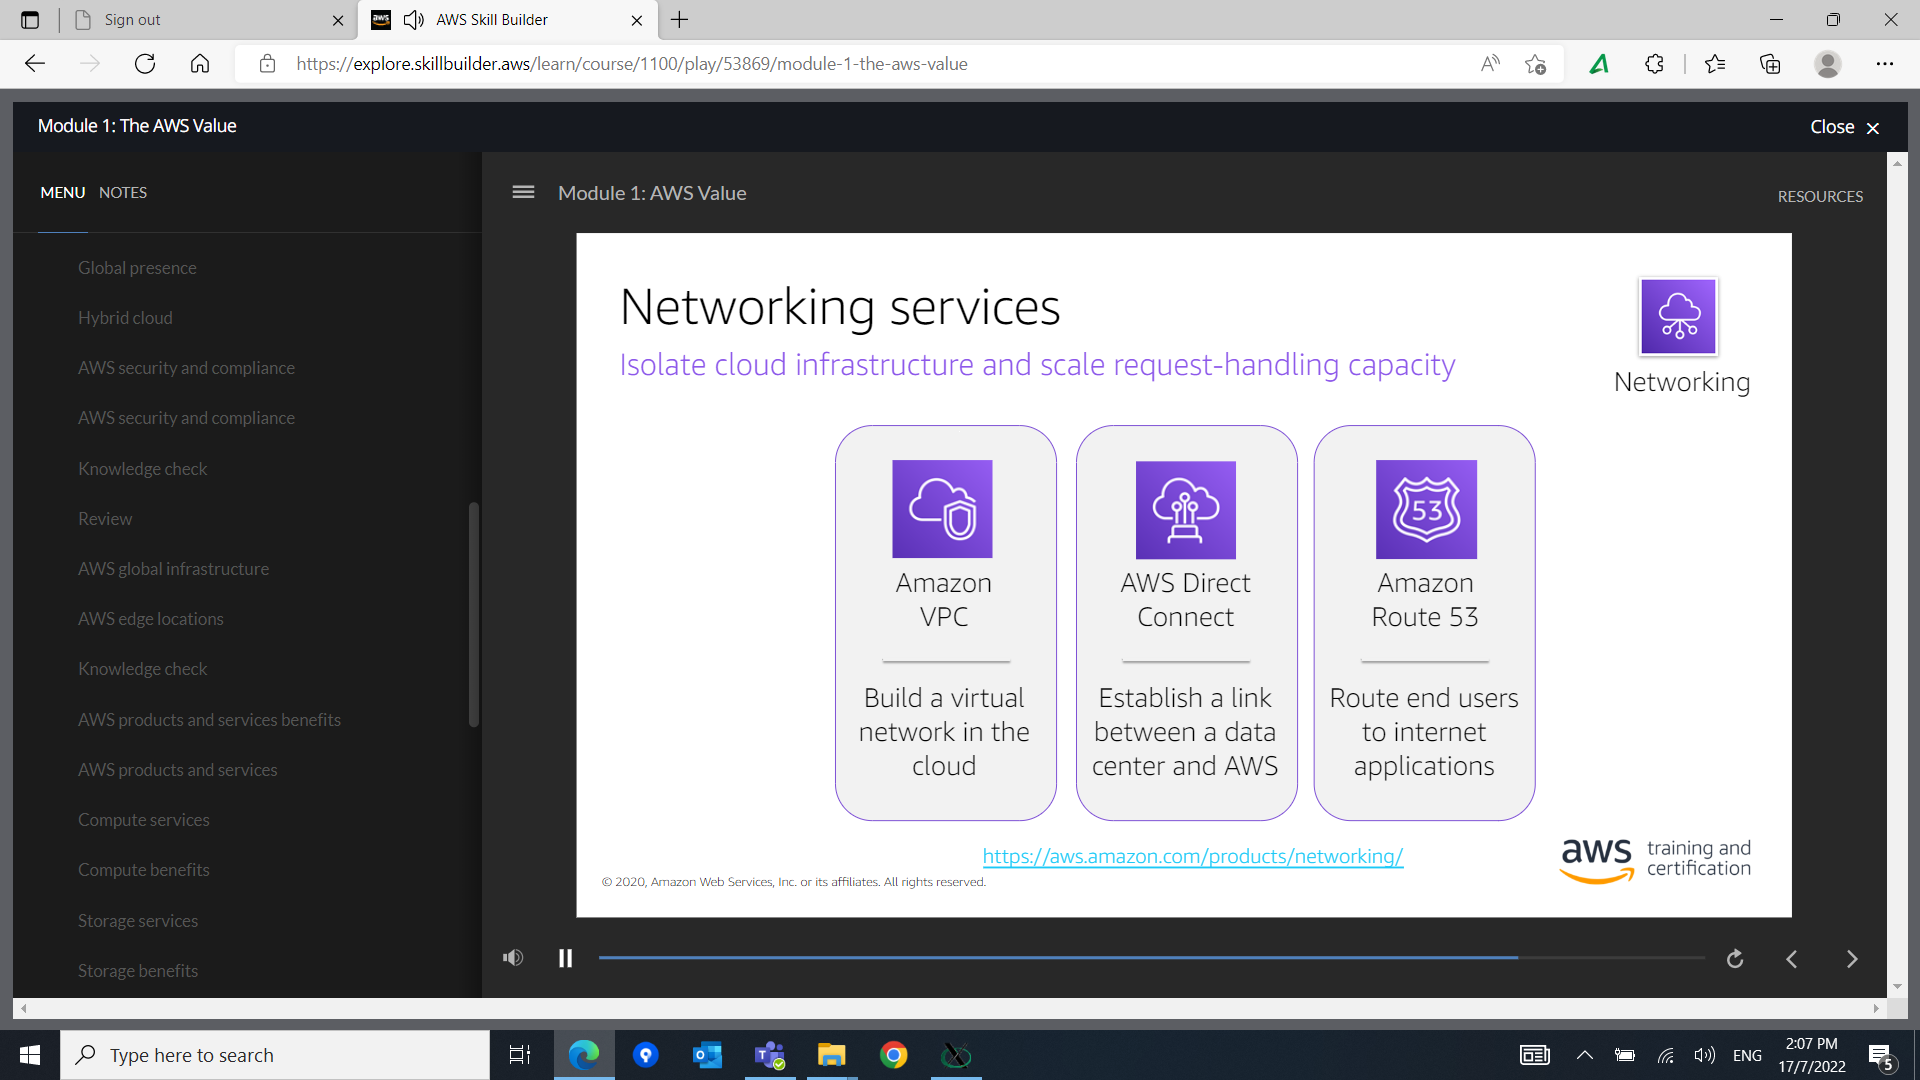 Sign out
aws
AWS Skill Builder
https://explore.skillbuilder.aws/learn/course/1100/play/53869/module-1-the-aws-value
Module 1: The AWS Value
Close
MENU NOTES
Module 1: AWS Value
RESOURCES
Global presence
Hybrid cloud
AWS security and compliance
AWS security and compliance
Knowledge check
Review
AWS global infrastructure
AWS edge locations
Knowledge check
AWS products and services benefits
AWS products and services
Compute services
Compute benefits
Storage services
Storage benefits
Networking services
Isolate cloud infrastructure and scale request-handling capacity
Networking
Amazon
VPC
Build a virtual
network in the
cloud
AWS Direct
Connect
Establish a link
between a data
center and AWS
53
Amazon
Route 53
Route end users
to internet
applications
https://aws.amazon.com/products/networking/
© 2020, Amazon Web Services, Inc. or its affiliates. All rights reserved.
aws training and
certification
Type here to search
ENG
2:07 PM
17/7/2022
5